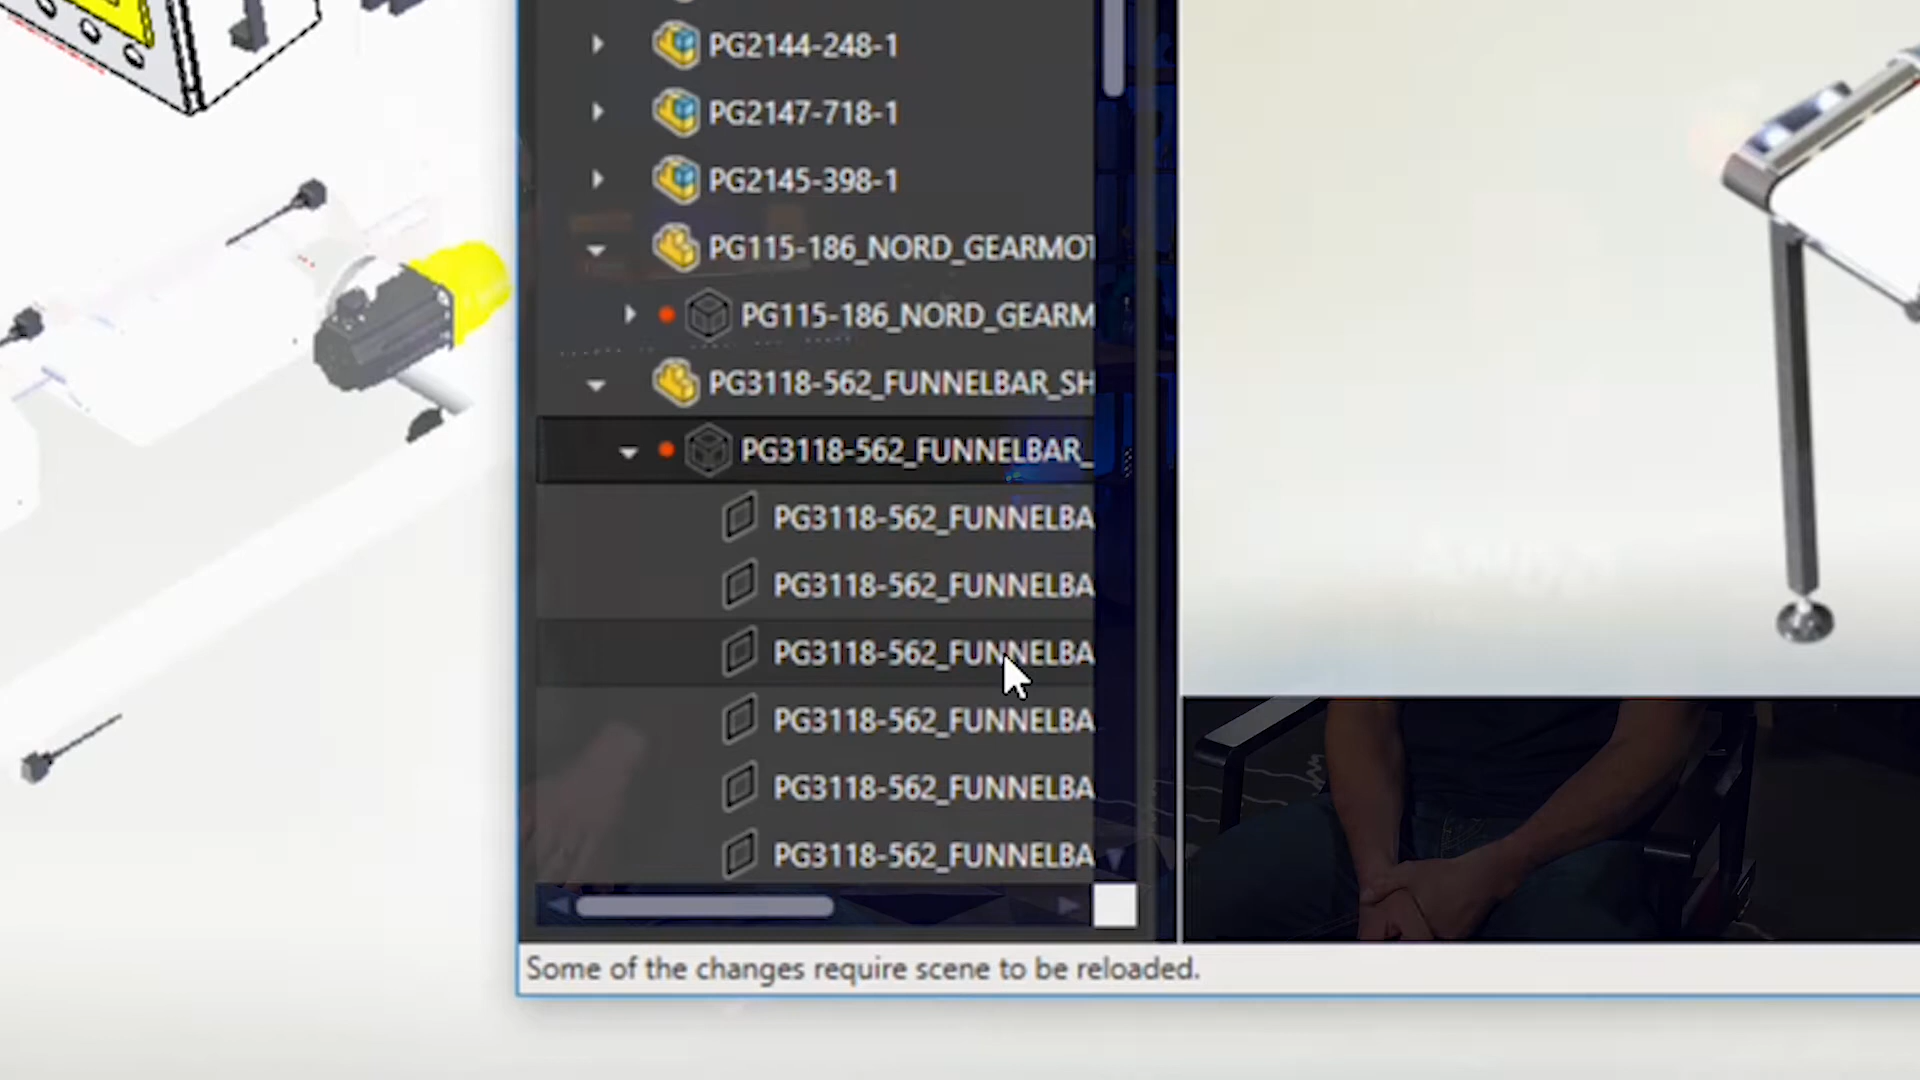 PG2144-248-1
PG2147-718-1
PG2145-398-1
PG115-186_NORD_GEARMOT
PG115-186_NORD_GEARM
PG3118-562_FUNNELBAR_SH
PG3118-562_FUNNELBAR_
PG3118-562_FUNNELBA
PG3118-562_FUNNELBA
PG3118-562_FUNNELBA
PG3118-562_FUNNELBA
PG3118-562_FUNNELBA
PG3118-562_FUNNELBA
Some of the changes require scene to be reloaded.